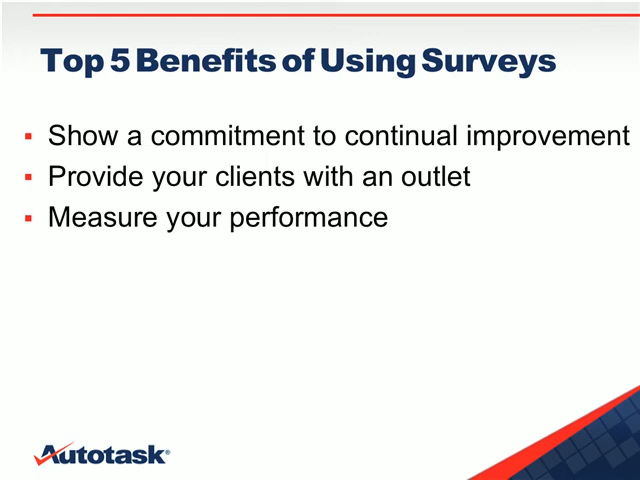 Top 5 Benefits of Using Surveys
▪ Show a commitment to continual improvement
▪ Provide your clients with an outlet
▪ Measure your performance
Autotask®